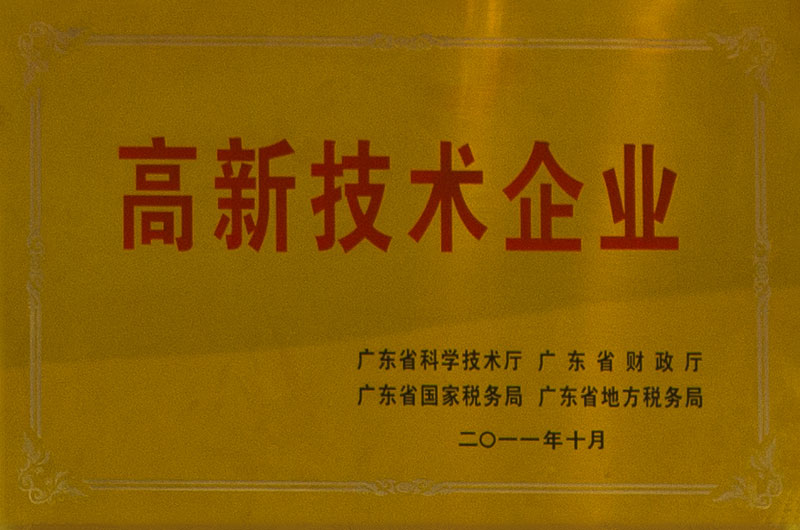 高新技术企业
广东省科学技术厅 广东省财政厅
广东省国家税务局 广东省地方税务局
二〇一一年十月